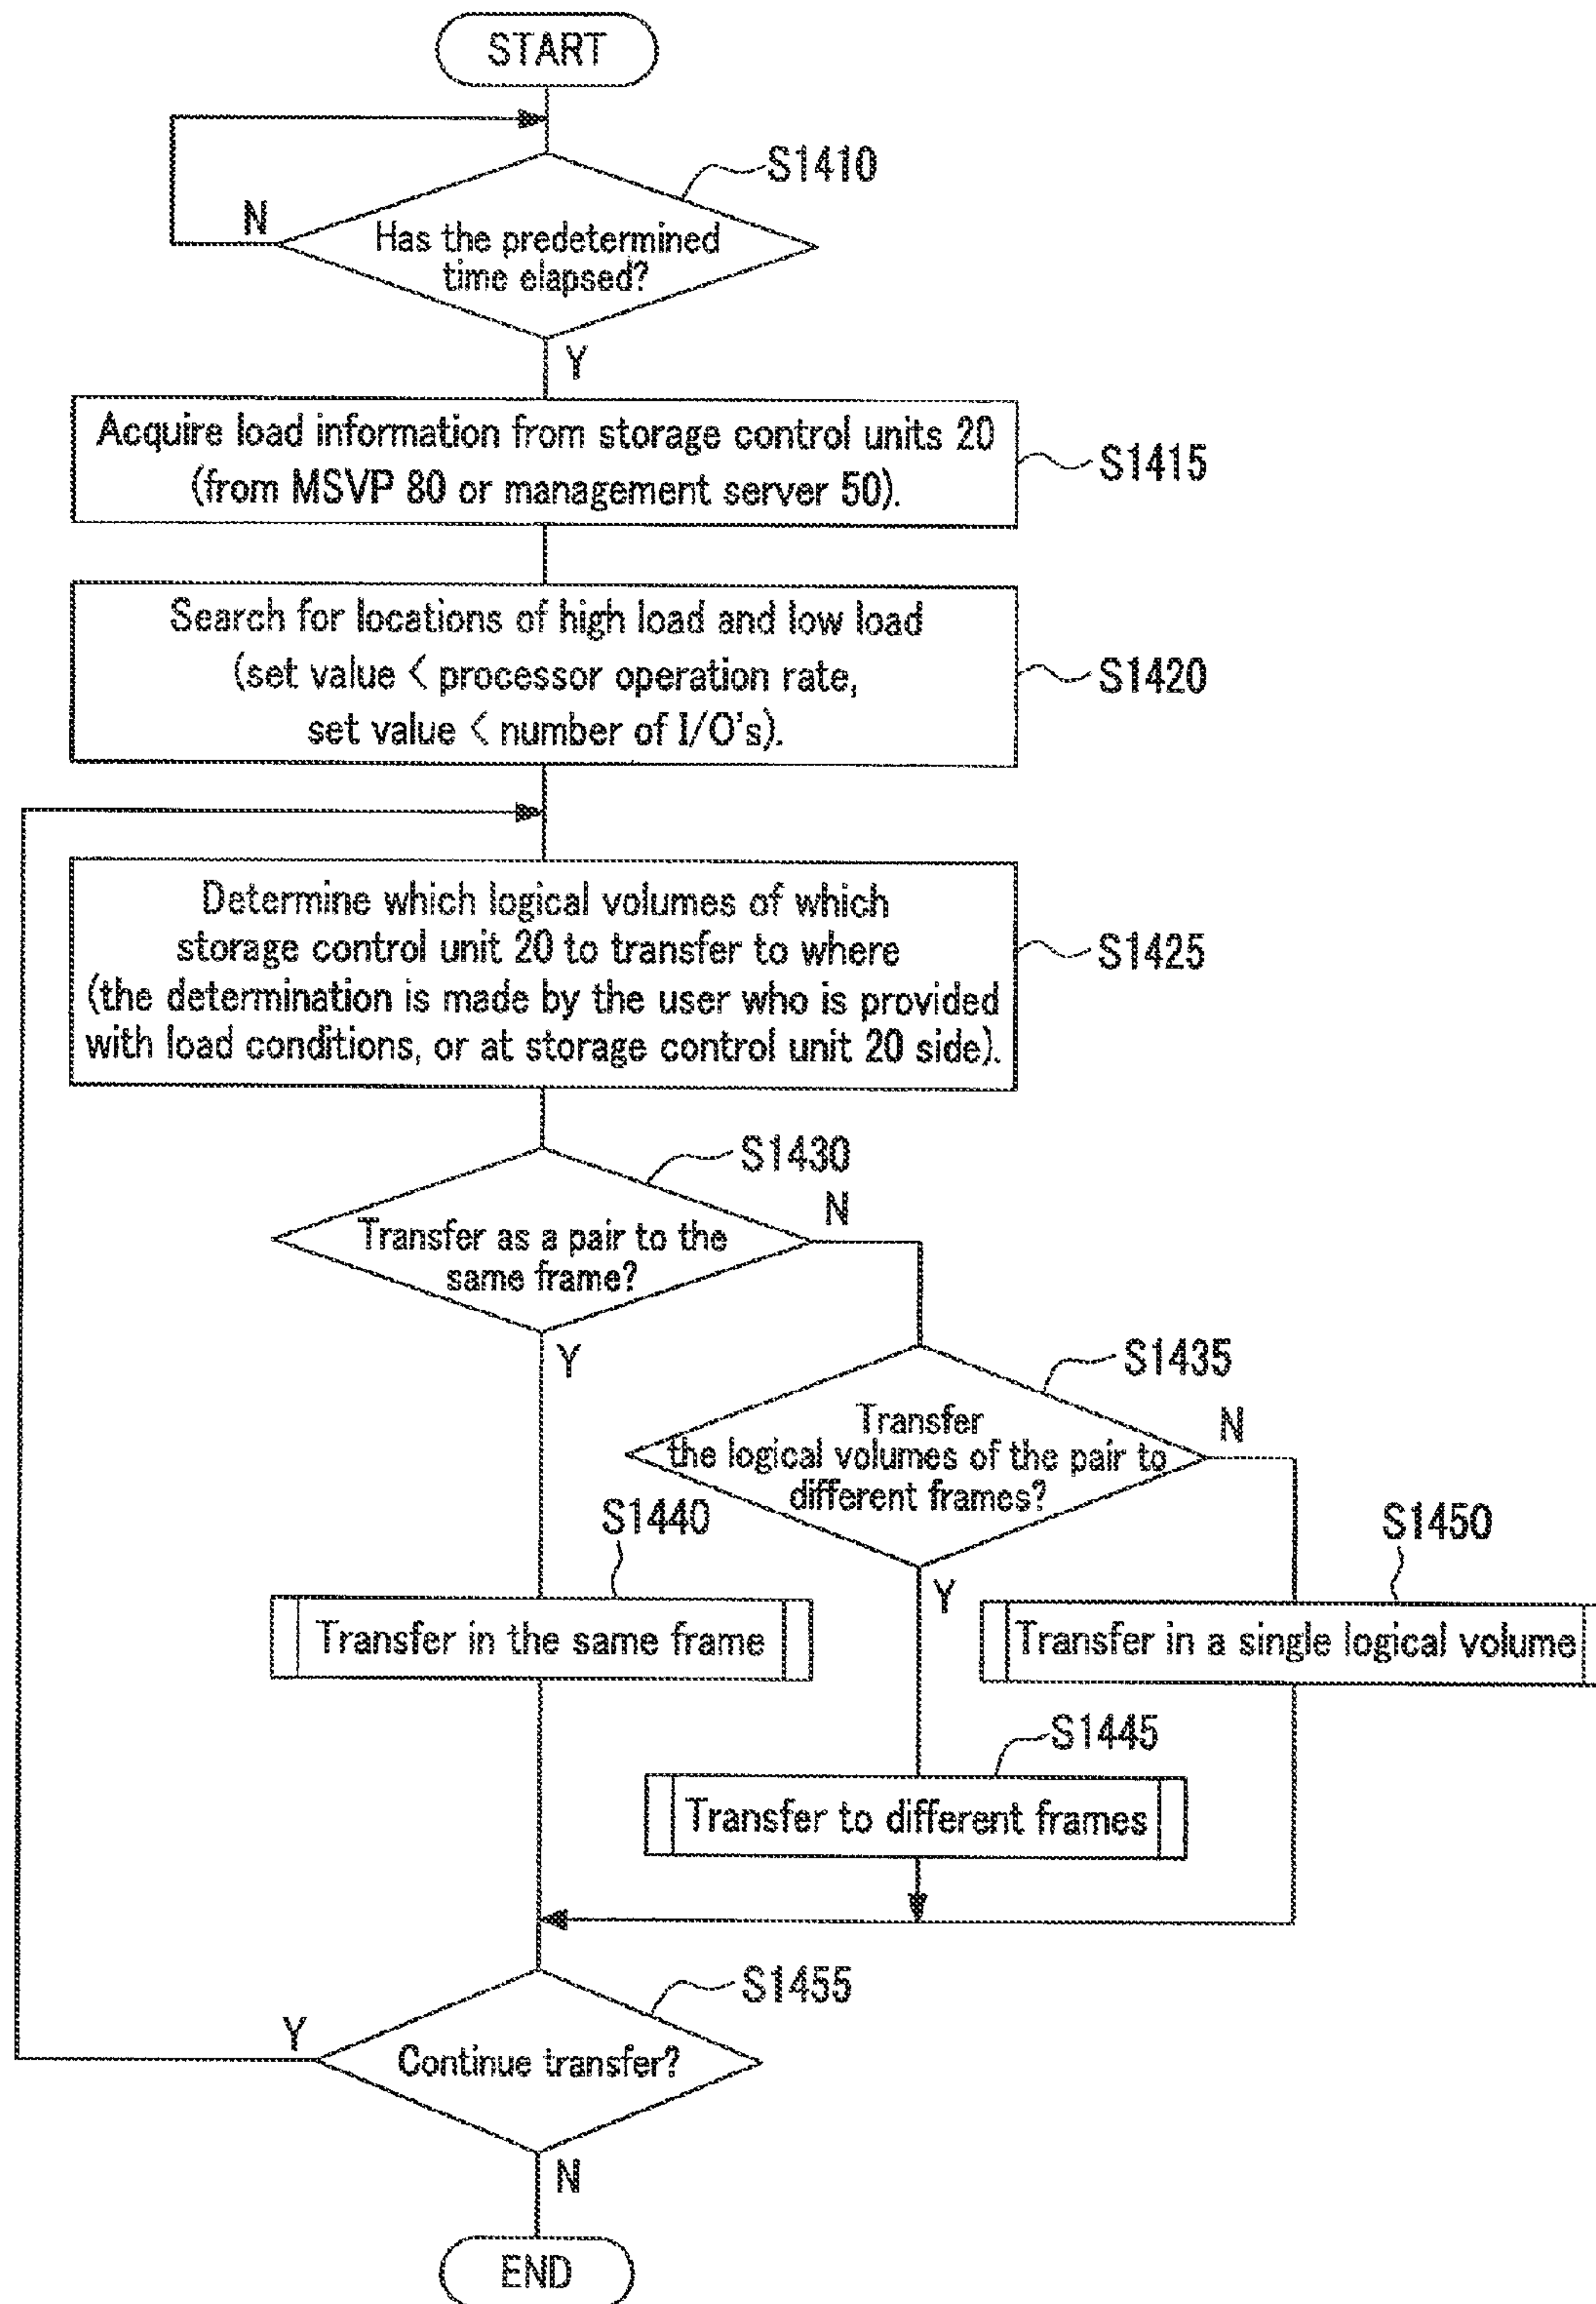 START
S1410
N
Has the predetermined
time elapsed?
Y
Acquire load information from storage control units 20
(from MSVP 80 or management server 50).
S1415
Search for locations of high load and low load
(set value < processor operation rate,
set value < number of I/O's).
S1420
Determine which logical volumes of which
storage control unit 20 to transfer to where
(the determination is made by the user who is provided
with load conditions, or at storage control unit 20 side).
S1425
S1430
N
Transfer as a pair to the
same frame?
Y
S1435
N
Transfer
the logical volumes of the pair to
different frames?
Y
S1440
Transfer in the same frame
S1450
Transfer in a single logical volume
S1445
Transfer to different frames
S1455
Y
Continue transfer?
N
END